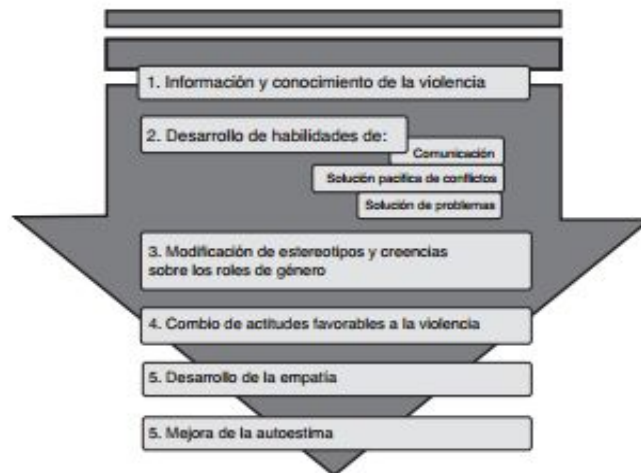 1. Información y conocimiento de la violencia
2. Desarrollo de habilidades de:
Comunicación
Solución pacífica de conflictos
Solución de problemas
3. Modificación de estereotipos y creencias
sobre los roles de género
4. Combio de actitudes favorables a la violencia
5. Desarrollo de la empatía
5. Mejora de la autoestima